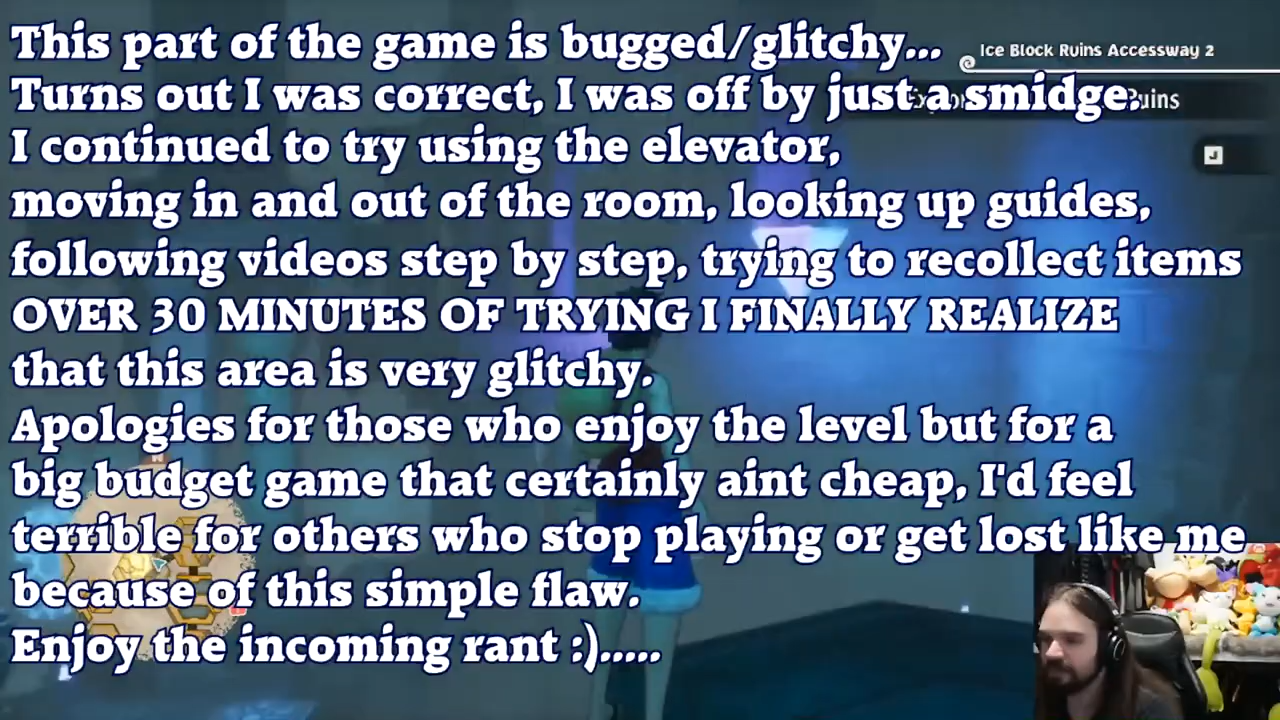 This part of the game is bugged/glitchy...
Ice Block Ruins Accessway 2
Turns out I was correct, I was off by just a smidge.
Ruins
J
I continued to try using the elevator,
moving in and out of the room, looking up guides,
following videos step by step, trying to recollect items
OVER 30 MINUTES OF TRYING I FINALLY REALIZE
that this area is very glitchy.
Apologies for those who enjoy the level but for a
big budget game that certainly aint cheap, I'd feel
terrible for others who stop playing or get lost like me
because of this simple flaw.
Enjoy the incoming rant :).....